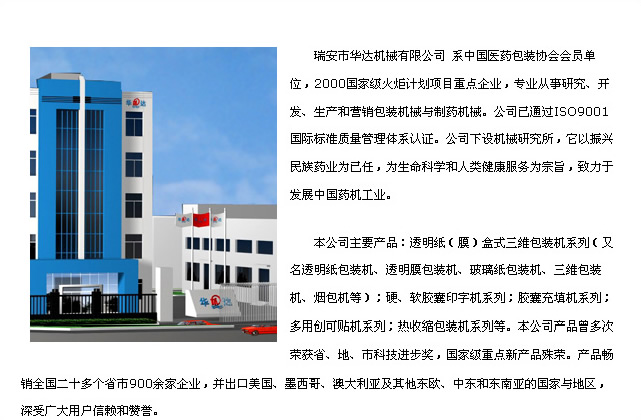 瑞安市华达机械有限公司 系中国医药包装协会会员单
位，2000国家级火炬计划项目重点企业，专业从事研究、开
发、生产和营销包装机械与制药机械。公司已通过ISO9001
国际标准质量管理体系认证。公司下设机械研究所，它以振兴
民族药业为已任，为生命科学和人类健康服务为宗旨，致力于
发展中国药机工业。
本公司主要产品：透明纸（膜）盒式三维包装机系列（又
名透明纸包装机、透明膜包装机、玻璃纸包装机、三维包装
机、烟包机等）；硬、软胶囊印字机系列；胶囊充填机系列；
多用创可贴机系列；热收缩包装机系列等。本公司产品曾多次
荣获省、地、市科技进步奖，国家级重点新产品殊荣。产品畅
销全国二十多个省市900余家企业，并出口美国、墨西哥、澳大利亚及其他东欧、中东和东南亚的国家与地区，
深受广大用户信赖和赞誉。
华达
华达